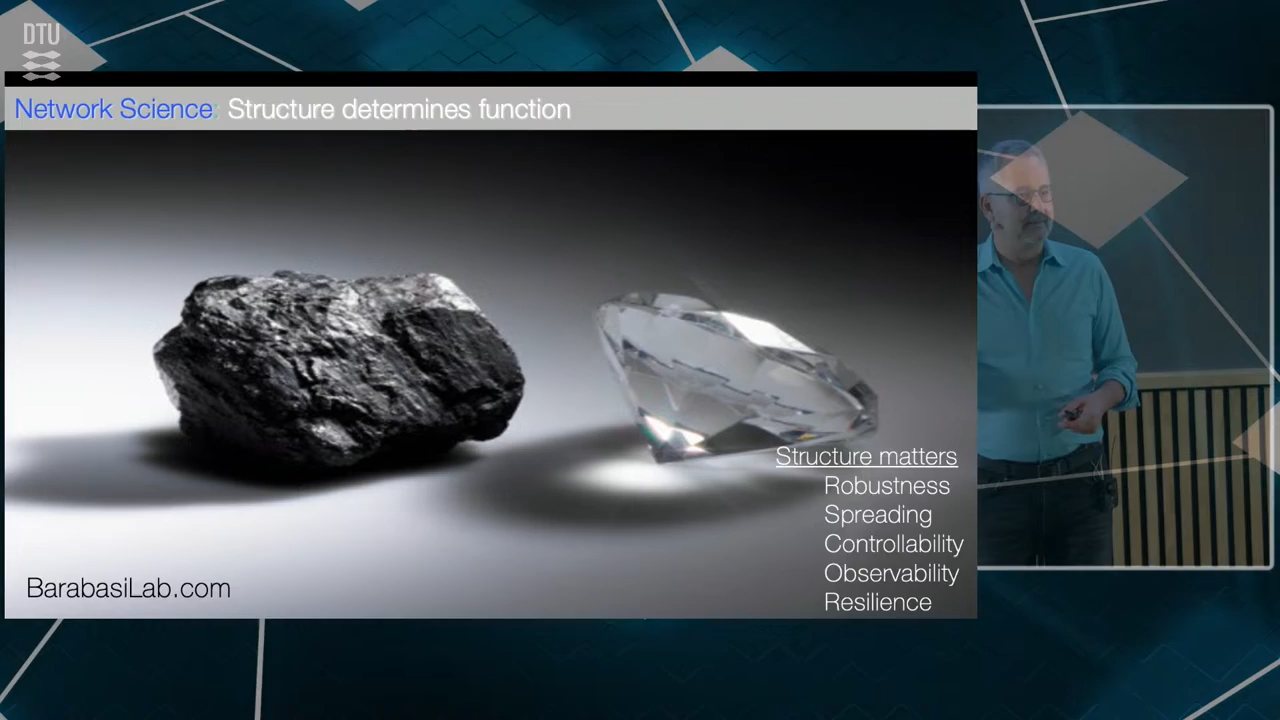 DTU
Network Science: Structure determines function
Structure matters
Robustness
Spreading
Controllability
Observability
Resilience
BarabasiLab.com